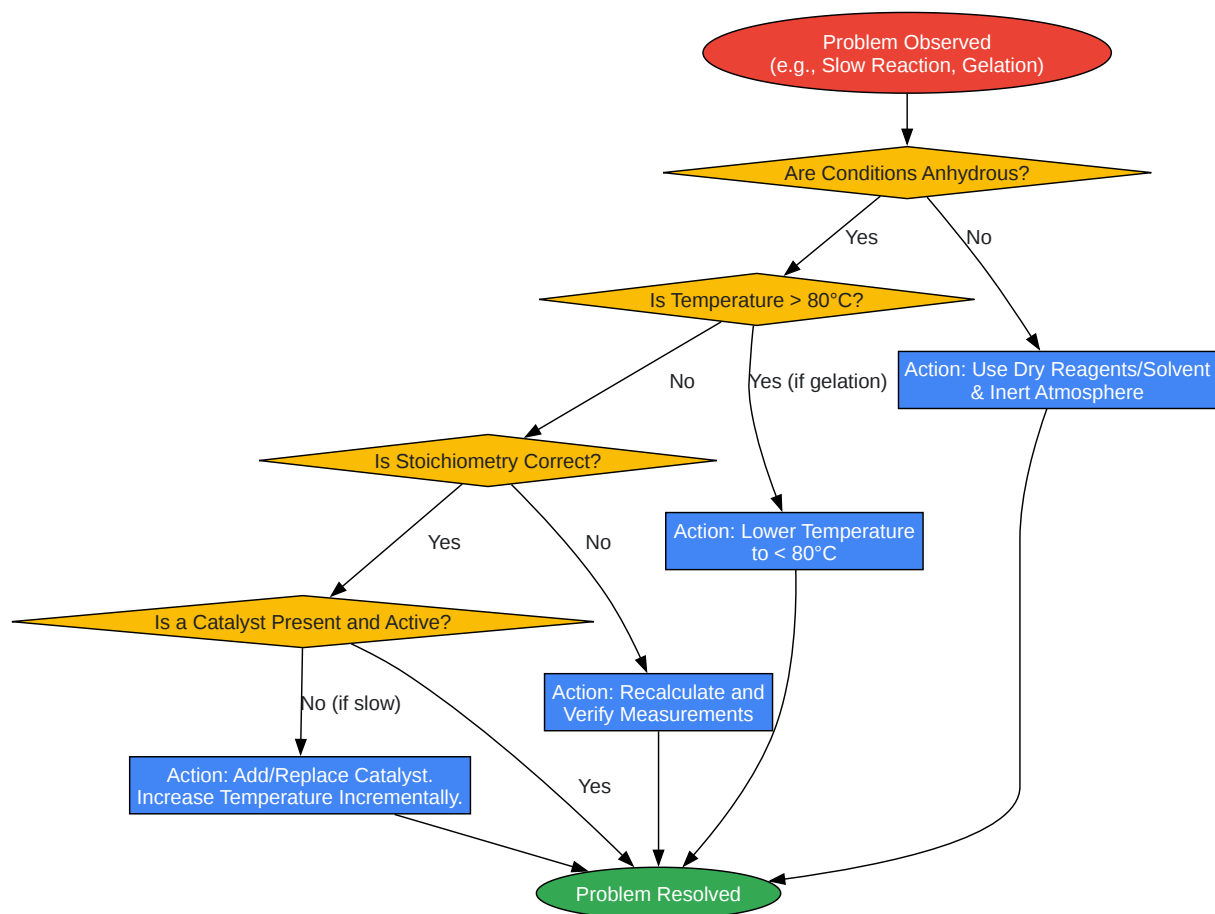 Problem Observed
(e.g., Slow Reaction, Gelation)
Are Conditions Anhydrous?
Yes
No
Is Temperature > 80°C?
Action: Use Dry Reagents/Solvent
& Inert Atmosphere
No
Yes (if gelation)
Is Stoichiometry Correct?
Action: Lower Temperature
to < 80°C
Yes
No
Is a Catalyst Present and Active?
Action: Recalculate and
Verify Measurements
No (if slow)
Action: Add/Replace Catalyst.
Increase Temperature Incrementally.
Yes
Problem Resolved